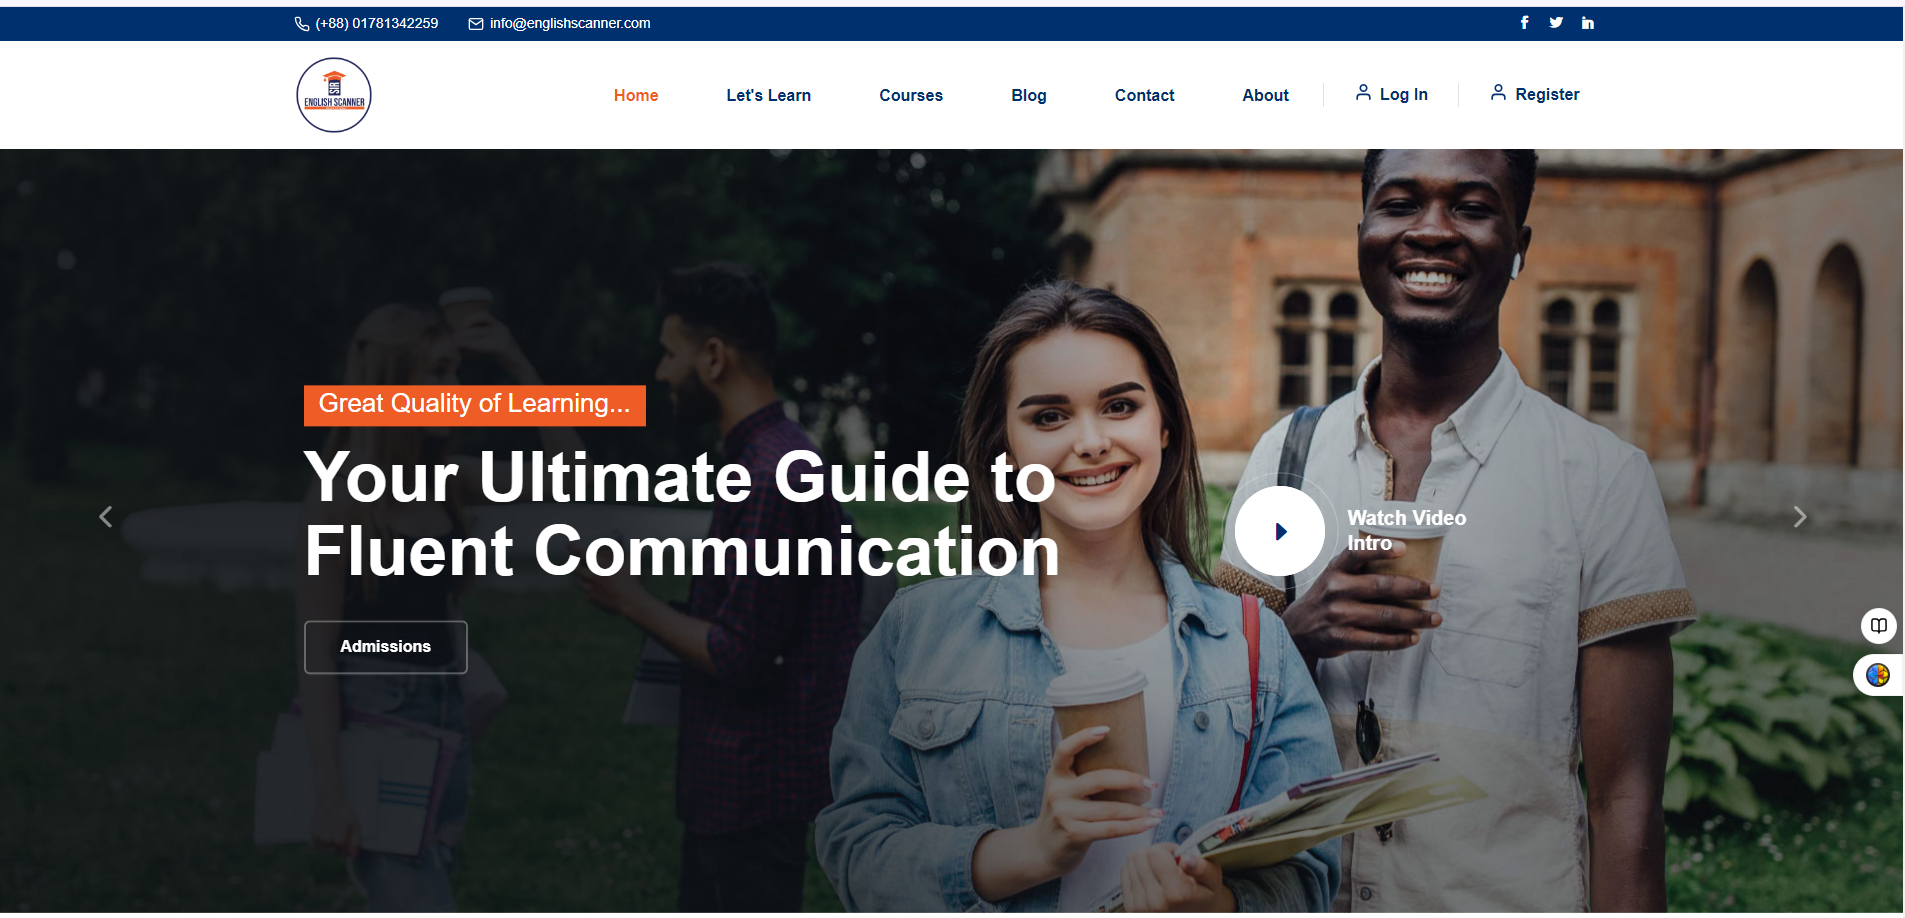 (+88) 01781342259 info@englishscanner.com
ENGLISH SCANNER
Home Let's Learn Courses Blog Contact About Log In Register
Great Quality of Learning...
Your Ultimate Guide to
Fluent Communication
Watch Video
Intro
Admissions